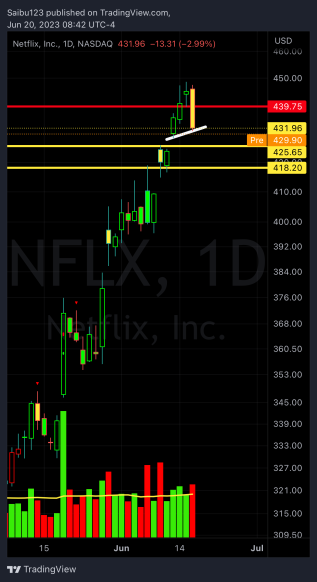 Saibu123 published on TradingView.com,
Jun 20, 2023 08:42 UTC-4
Netflix, Inc., 1D, NASDAQ 431.96 −13.31 (−2.99%)
USD
460.00
450.00
439.75
431.96
Pre 429.90
425.65
418.20
410.00
400.00
392.00
384.00
376.00
368.00
360.50
353.00
345.00
339.00
333.00
327.00
321.00
315.00
309.50
NFLX, 1D
Netflix, Inc.
15 Jun 14 Jul
TradingView